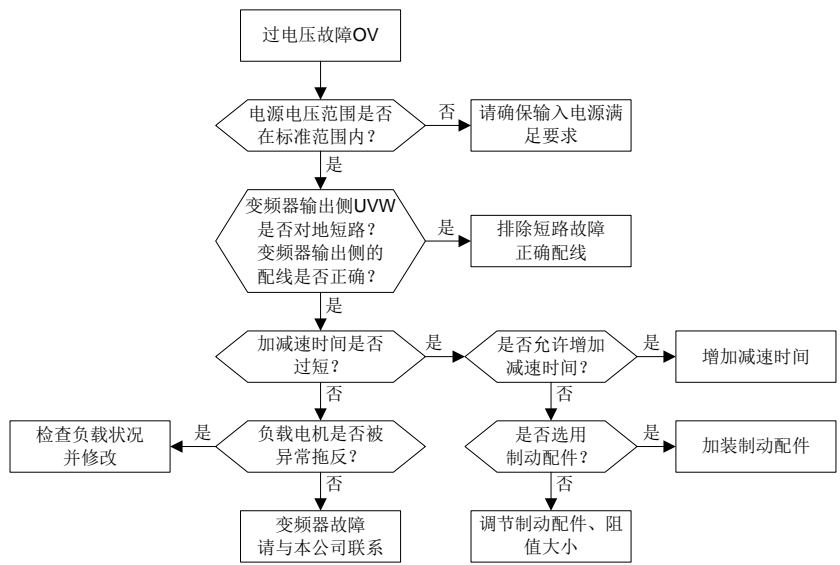 过电压故障OV
电源电压范围是否
在标准范围内?
否
请确保输入电源满
足要求
是
变频器输出侧UVW
是否对地短路?
变频器输出侧的
配线是否正确?
是
排除短路故障
正确配线
是
加减速时间是否
过短?
是
是否允许增加
减速时间?
是
增加减速时间
否
否
检查负载状况
并修改
是
负载电机是否被
异常拖反?
是否选用
制动配件?
是
加装制动配件
否
否
变频器故障
请与本公司联系
调节制动配件、阻
值大小